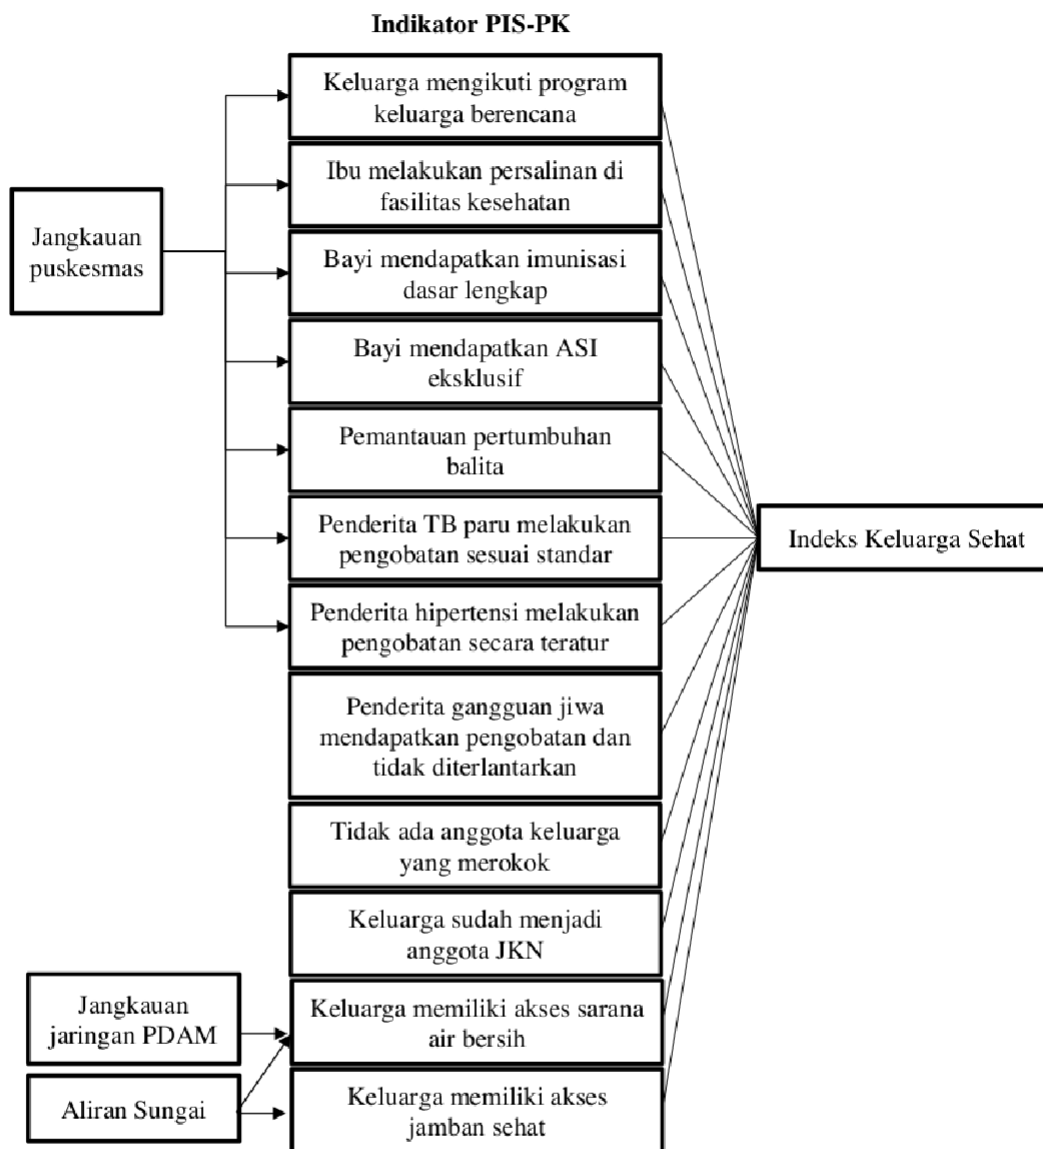 Indikator PIS-PK
Keluarga mengikuti program
keluarga berencana
Ibu melakukan persalinan di
fasilitas kesehatan
Jangkauan
puskesmas
Bayi mendapatkan imunisasi
dasar lengkap
Bayi mendapatkan ASI
eksklusif
Pemantauan pertumbuhan
balita
Penderita TB paru melakukan
pengobatan sesuai standar
Indeks Keluarga Sehat
Penderita hipertensi melakukan
pengobatan secara teratur
Penderita gangguan jiwa
mendapatkan pengobatan dan
tidak diterlantarkan
Tidak ada anggota keluarga
yang merokok
Keluarga sudah menjadi
anggota JKN
Jangkauan
jaringan PDAM
Keluarga memiliki akses sarana
air bersih
Aliran Sungai
Keluarga memiliki akses
jamban sehat